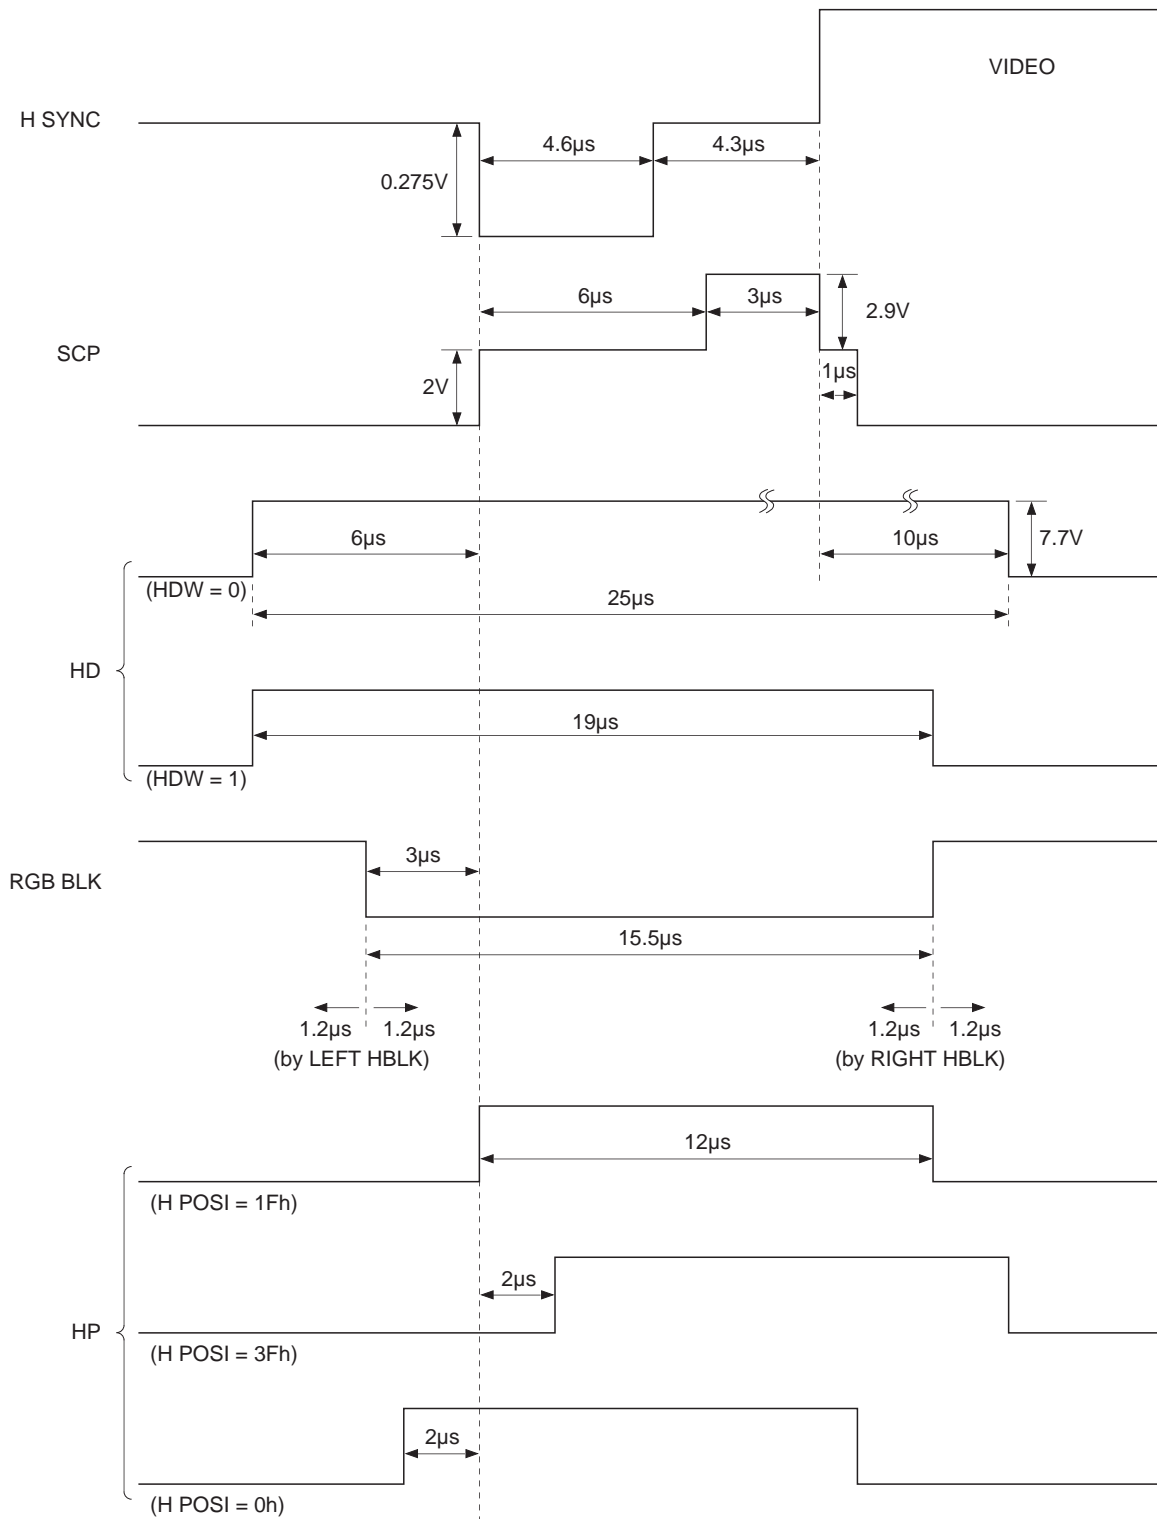 VIDEO
H SYNC
4.6µs
4.3µs
0.275V
6µs
3µs
2.9V
SCP
2V
1µs
6µs
10µs
7.7V
(HDW = 0)
25µs
HD
19µs
(HDW = 1)
3µs
RGB BLK
15.5µs
1.2µs 1.2µs
(by LEFT HBLK)
1.2µs 1.2µs
(by RIGHT HBLK)
12µs
(H POSI = 1Fh)
2µs
HP
(H POSI = 3Fh)
2µs
(H POSI = 0h)